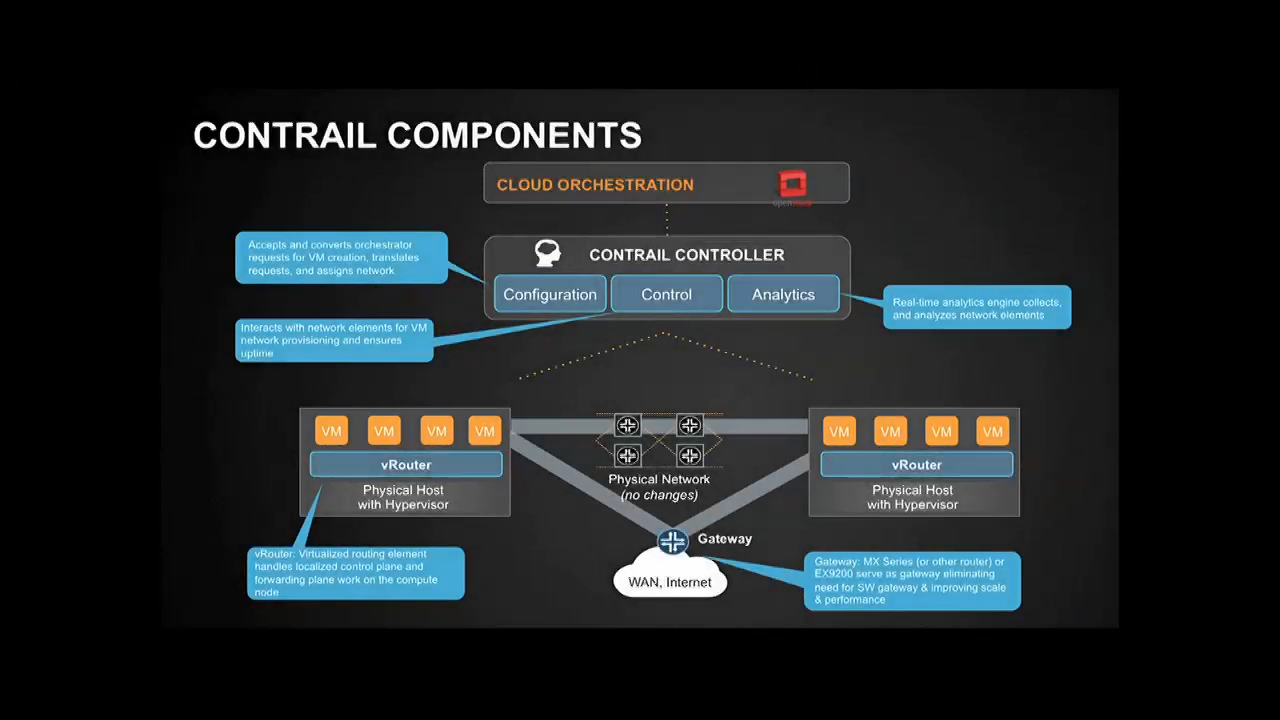 CONTRAIL COMPONENTS
CLOUD ORCHESTRATION
openstack
Accepts and converts orchestrator
requests for VM creation, translates
requests, and assigns network
CONTRAIL CONTROLLER
Configuration
Control
Analytics
Real-time analytics engine collects,
and analyzes network elements
Interacts with network elements for VM
network provisioning and ensures
uptime
VM VM VM VM
vRouter
Physical Host
with Hypervisor
Physical Network
(no changes)
VM VM VM VM
vRouter
Physical Host
with Hypervisor
Gateway
WAN, Internet
vRouter: Virtualized routing element
handles localized control plane and
forwarding plane work on the compute
node
Gateway: MX Series (or other router) or
EX9200 serve as gateway eliminating
need for SW gateway & improving scale
& performance